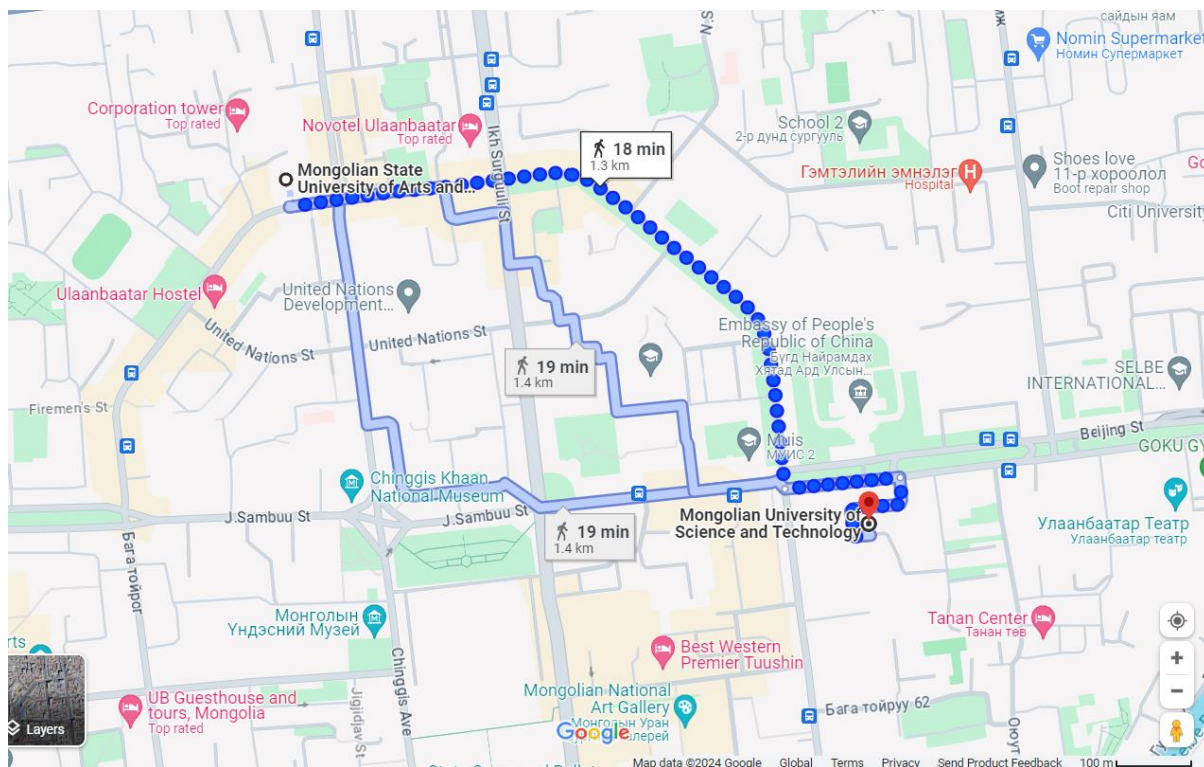 сайдын яам
Nomin Supermarket
Номин Супермаркет
Corporation tower
Top rated
Novotel Ulaanbaatar
Top rated
Ikh Surguuli St
18 min
1.3 km
School 2
2-р дунд сургууль
Гэмтэлийн эмнэлэг
Hospital
Shoes love
11-р хороолол
Boot repair shop
Citi University
Mongolian State
University of Arts and...
Ulaanbaatar Hostel
United Nations
Development...
United Nations St
United Nations St
Embassy of People's
Republic of China
Бүгд Найрамдах
Хятад Ард Улсын...
19 min
1.4 km
SELBE
INTERNATIONAL...
Firemen's St
Beijing St
GOKU GY
Muis
МУИС 2
Chinggis Khaan
National Museum
J.Sambuu St
J.Sambuu St
19 min
1.4 km
Mongolian University of
Science and Technology
Улаанбаатар Театр
Улаанбаатар театр
Бага тойрог
Монголын
Үндэсний Музей
Tanan Center
Танан төв
Best Western
Premier Tuushin
Chinggis Ave
Jigjidjav St
UB Guesthouse and
tours, Mongolia
Top rated
Layers
Mongolian National
Art Gallery
Монголын Уран
Google
Бага тойруу 62
Map data ©2024 Google Global Terms Privacy Send Product Feedback 100 m